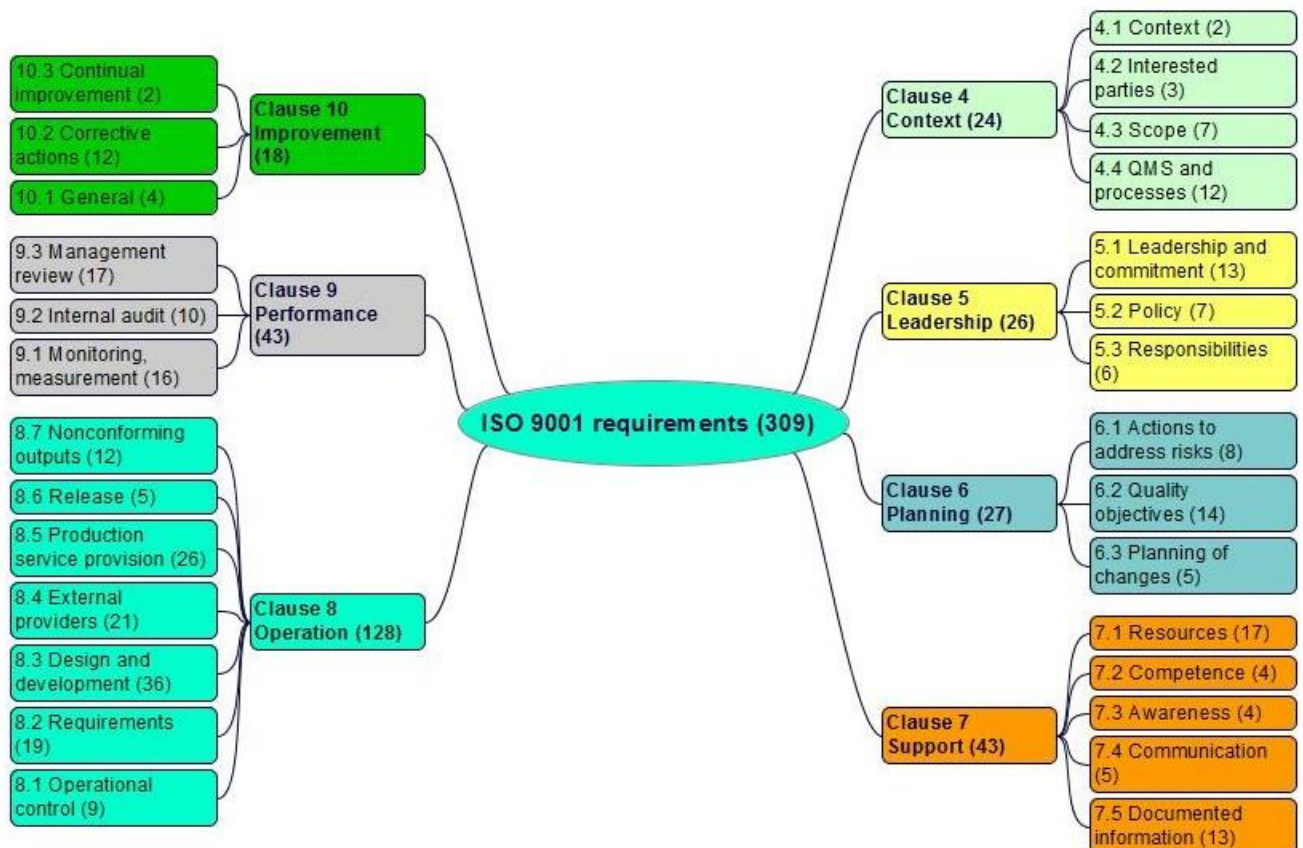 ISO 9001 requirements (309)
Clause 4
Context (24)
4.1 Context (2)
4.2 Interested
parties (3)
4.3 Scope (7)
4.4 QMS and
processes (12)
Clause 5
Leadership (26)
5.1 Leadership and
commitment (13)
5.2 Policy (7)
5.3 Responsibilities
(6)
Clause 6
Planning (27)
6.1 Actions to
address risks (8)
6.2 Quality
objectives (14)
6.3 Planning of
changes (5)
Clause 7
Support (43)
7.1 Resources (17)
7.2 Competence (4)
7.3 Awareness (4)
7.4 Communication
(5)
7.5 Documented
information (13)
Clause 10
Improvement
(18)
10.3 Continual
improvement (2)
10.2 Corrective
actions (12)
10.1 General (4)
Clause 9
Performance
(43)
9.3 Management
review (17)
9.2 Internal audit (10)
9.1 Monitoring,
measurement (16)
Clause 8
Operation (128)
8.7 Nonconforming
outputs (12)
8.6 Release (5)
8.5 Production
service provision (26)
8.4 External
providers (21)
8.3 Design and
development (36)
8.2 Requirements
(19)
8.1 Operational
control (9)